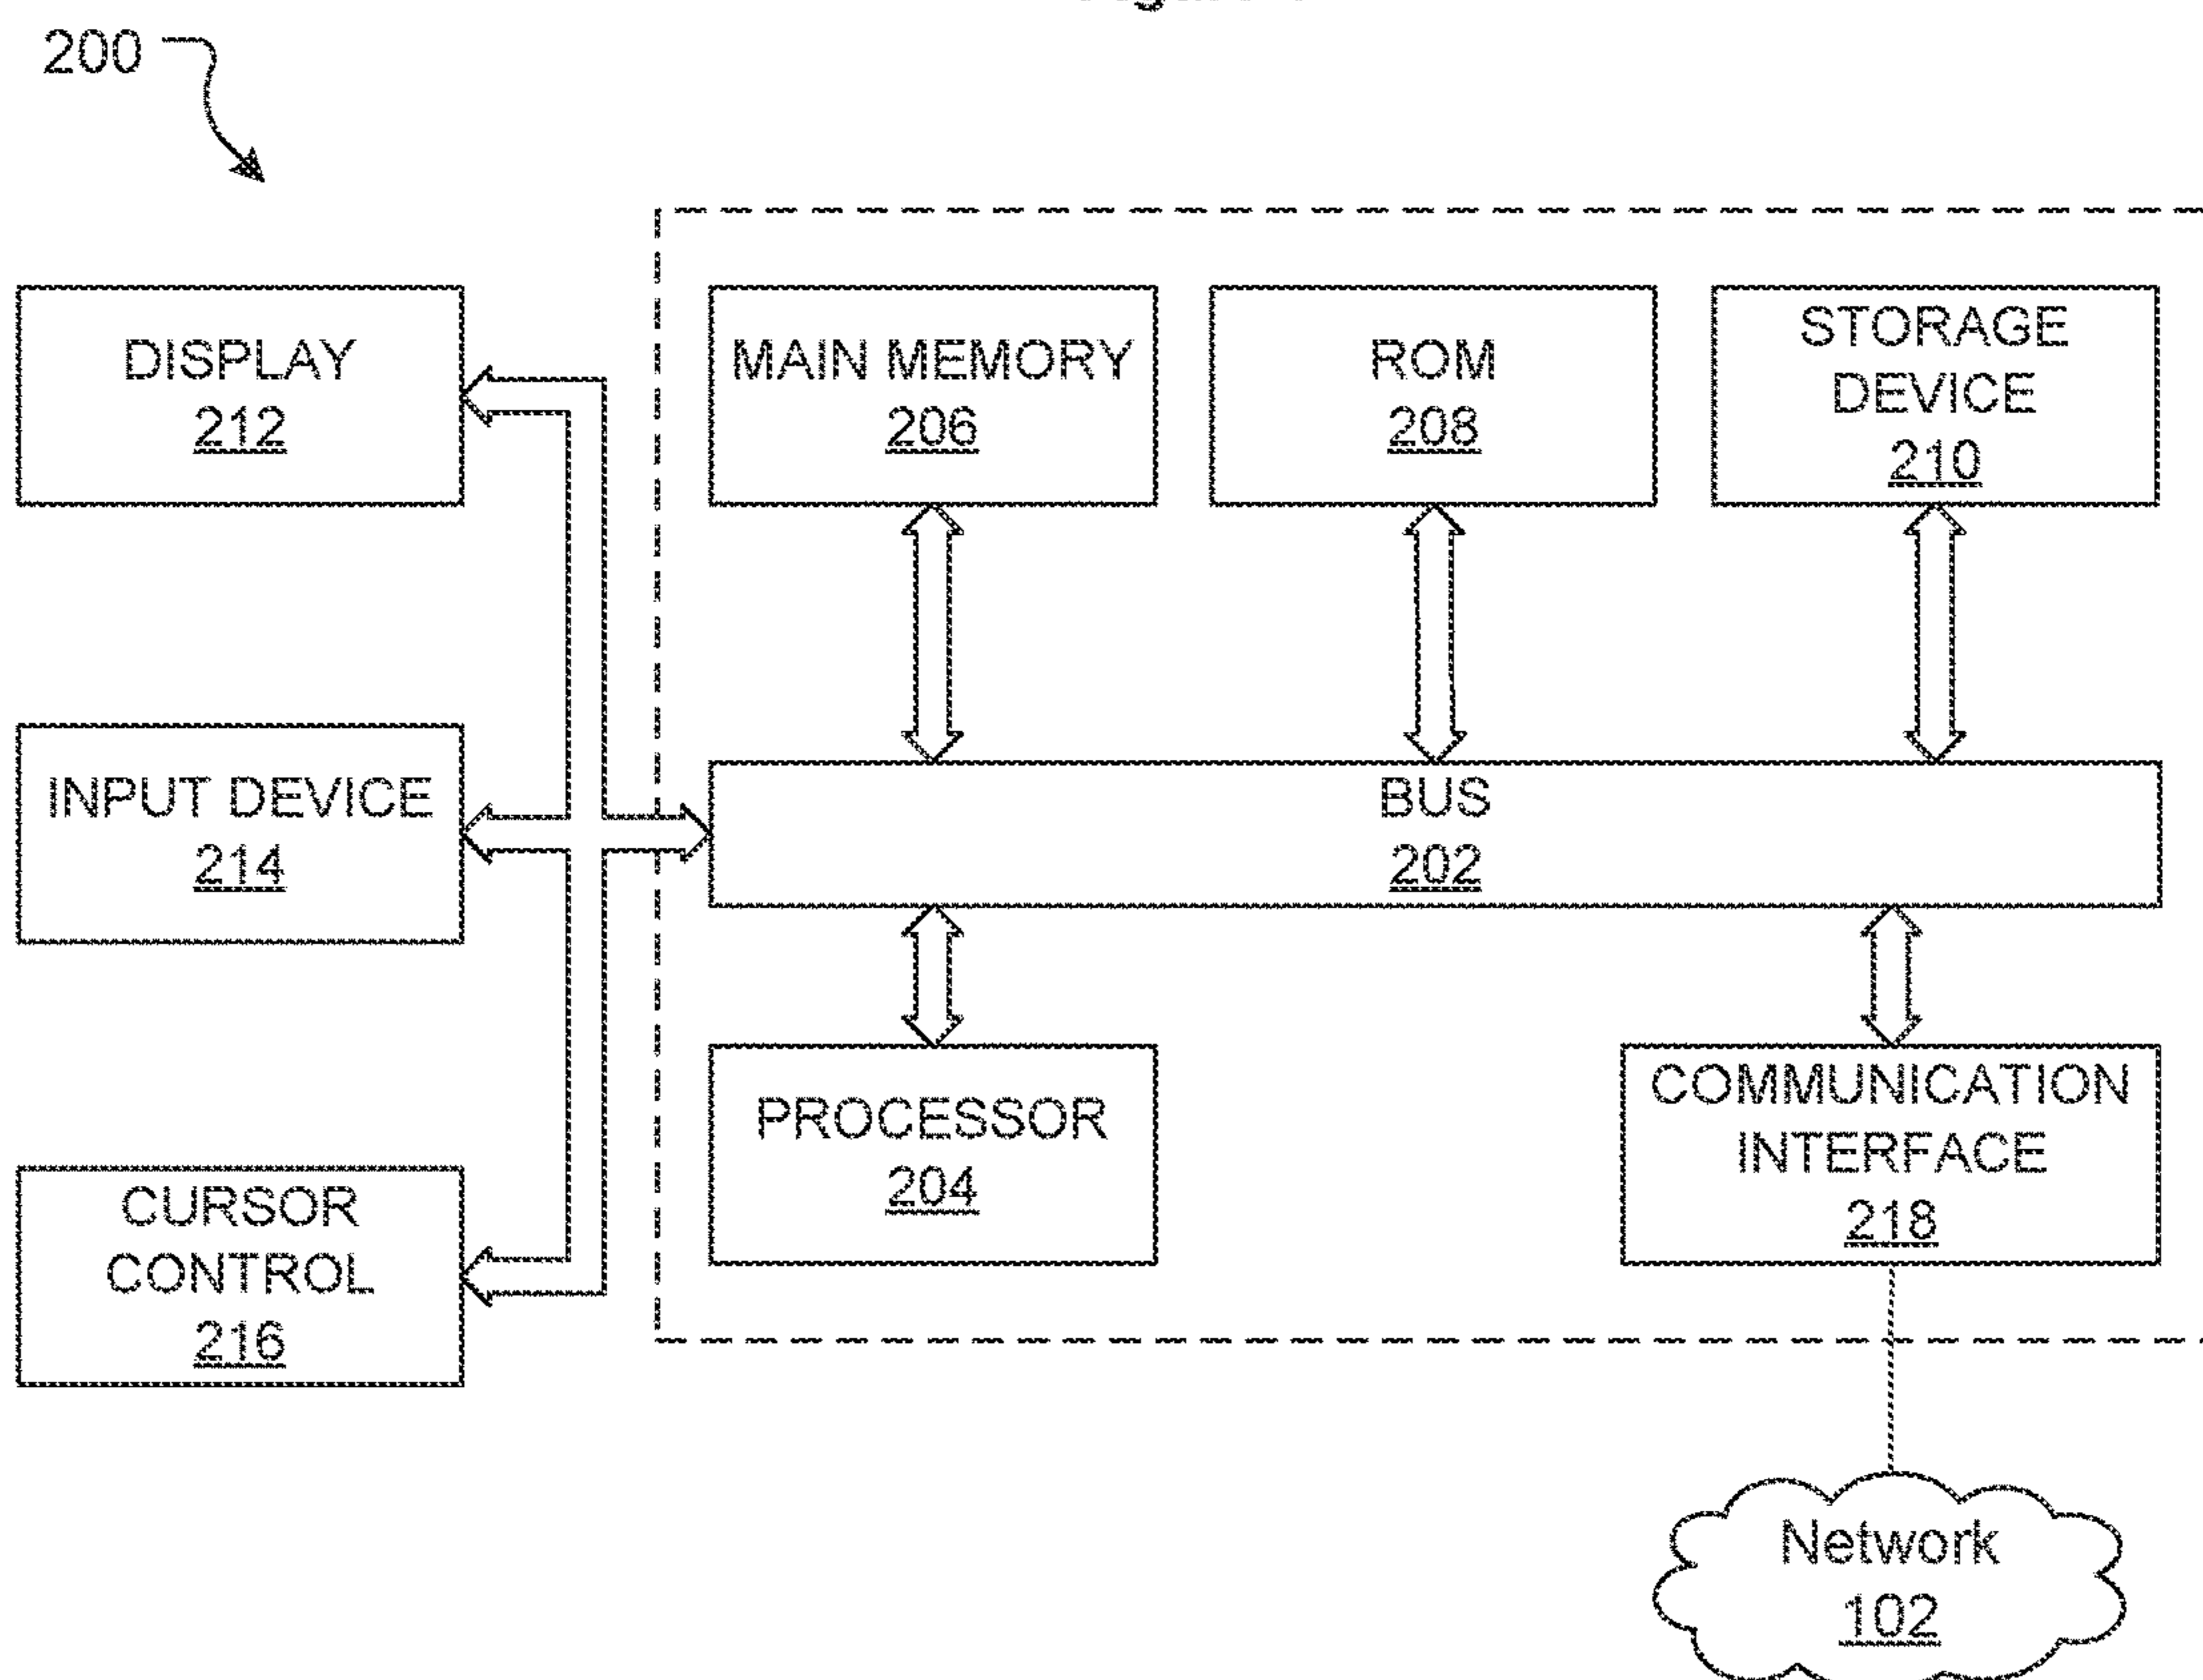 200
DISPLAY
212
MAIN MEMORY
206
ROM
208
STORAGE
DEVICE
210
INPUT DEVICE
214
BUS
202
CURSOR
CONTROL
216
PROCESSOR
204
COMMUNICATION
INTERFACE
218
Network
102